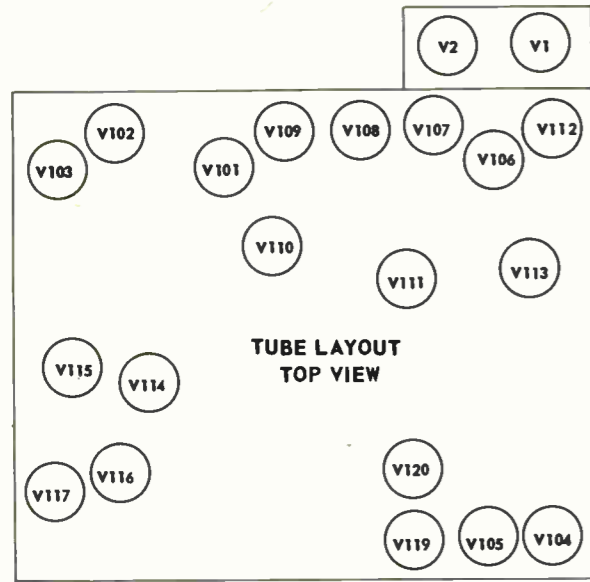 V2 V1
V102 V109 V108 V107 V112
V103 V101 V106
V110 V111 V113
TUBE LAYOUT
TOP VIEW
V115 V114
V117 V116 V120
V119 V105 V104